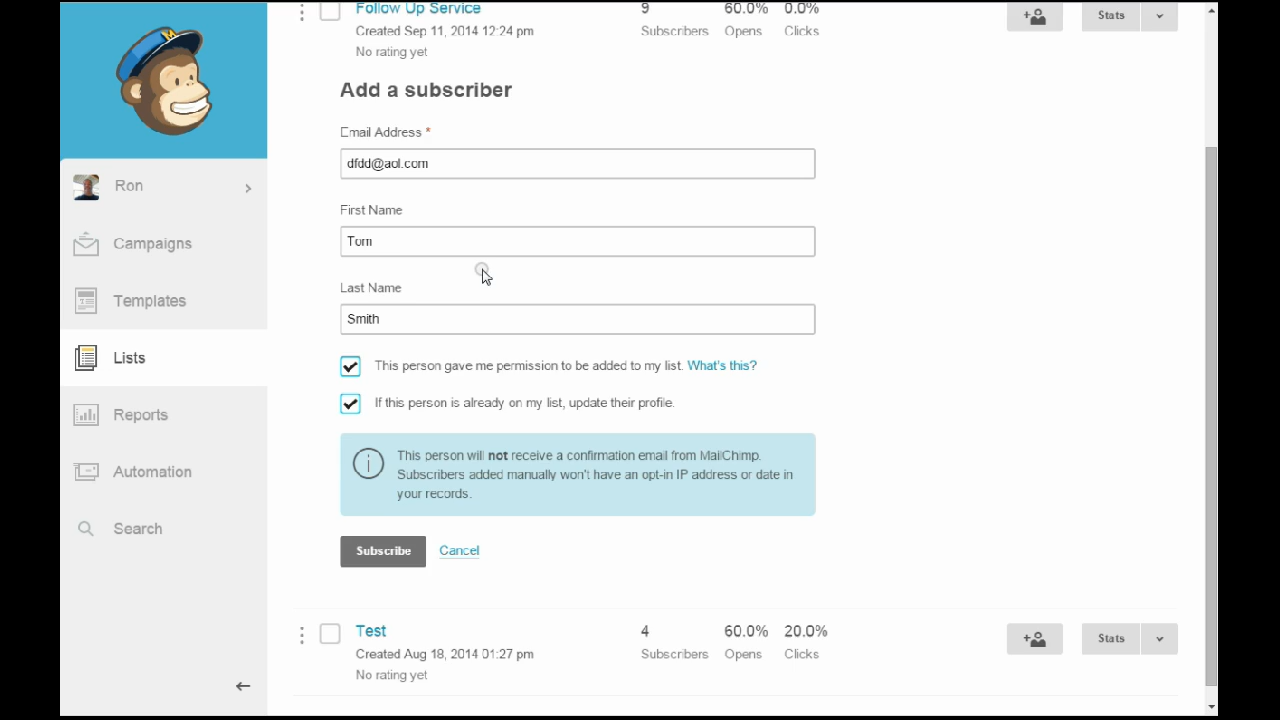 Follow Up Service 9 60.0% 0.0%
Created Sep 11, 2014 12:24 pm Subscribers Opens Clicks Stats
No rating yet
Add a subscriber
Email Address *
dfdd@aol.com
First Name
Tom
Last Name
Smith
This person gave me permission to be added to my list. What's this?
If this person is already on my list, update their profile.
This person will not receive a confirmation email from MailChimp.
Subscribers added manually won't have an opt-in IP address or date in
your records.
Subscribe Cancel
Test 4 60.0% 20.0%
Created Aug 18, 2014 01:27 pm Subscribers Opens Clicks Stats
No rating yet
Ron
Campaigns
Templates
Lists
Reports
Automation
Search